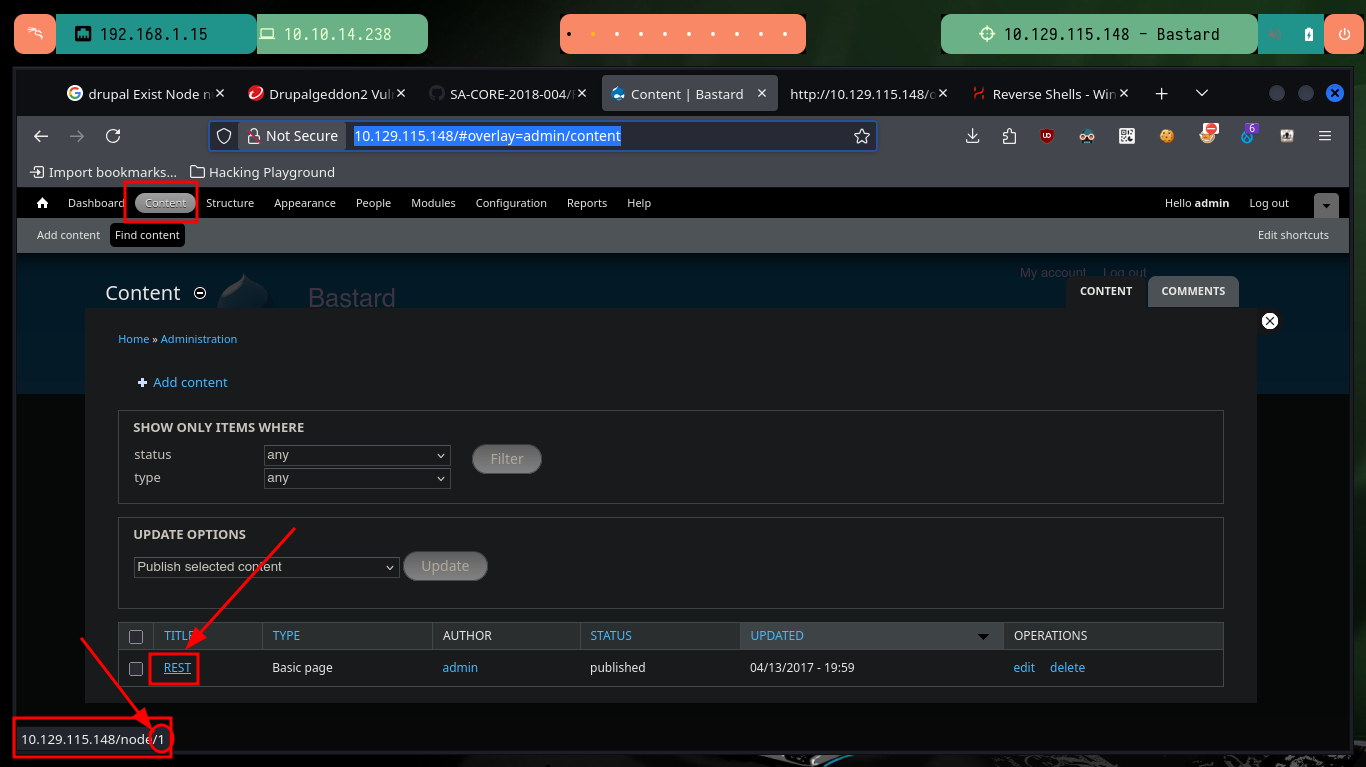 192.168.1.15 10.10.14.238 10.129.115.148 - Bastard
drupal Exist Node n Drupalgeddon2 Vul SA-CORE-2018-004/ Content | Bastard http://10.129.115.148/ Reverse Shells - Win
Not Secure 10.129.115.148/#overlay=admin/content 6
Import bookmarks... Hacking Playground
Dashboard Content Structure Appearance People Modules Configuration Reports Help Hello admin Log out
Add content Find content Edit shortcuts
My account Log out
Content Bastard CONTENT COMMENTS
Home » Administration
Add content
SHOW ONLY ITEMS WHERE
status any Filter
type any
UPDATE OPTIONS
Publish selected content Update
TITLE TYPE AUTHOR STATUS UPDATED OPERATIONS
REST Basic page admin published 04/13/2017 - 19:59 edit delete
10.129.115.148/node/1